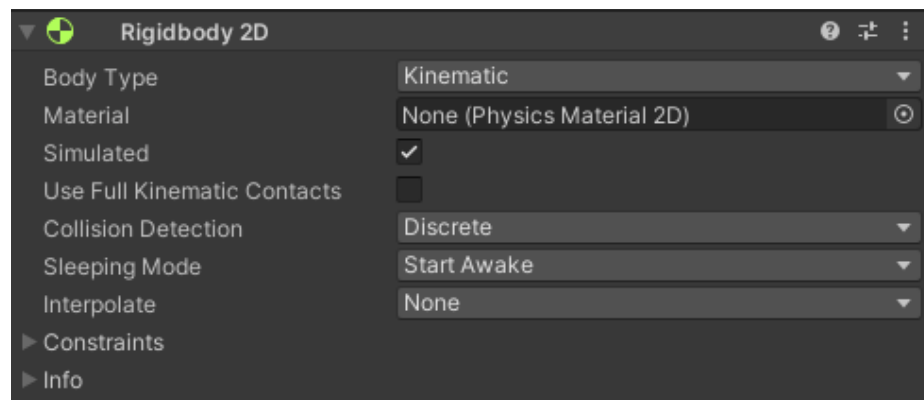 Rigidbody 2D
Body Type Kinematic
Material None (Physics Material 2D)
Simulated
Use Full Kinematic Contacts
Collision Detection Discrete
Sleeping Mode Start Awake
Interpolate None
Constraints
Info